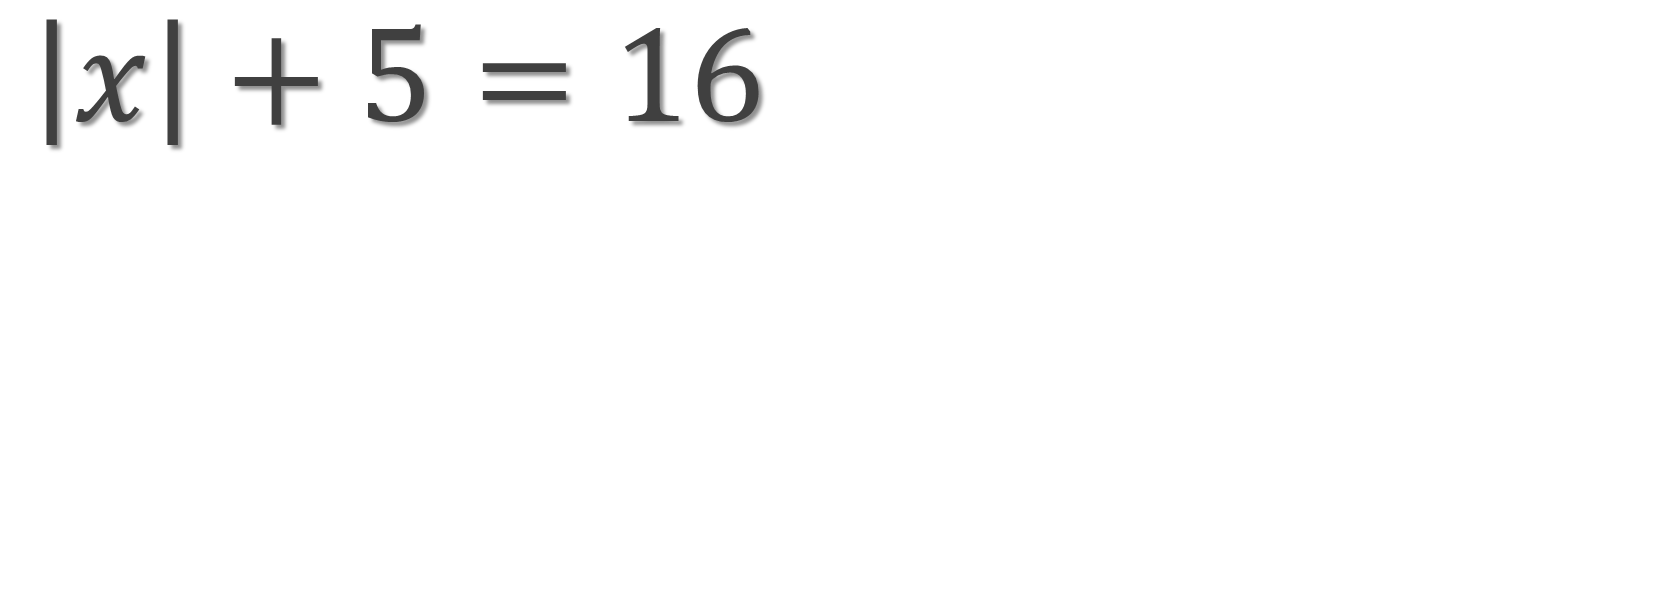 |x| + 5 = 16